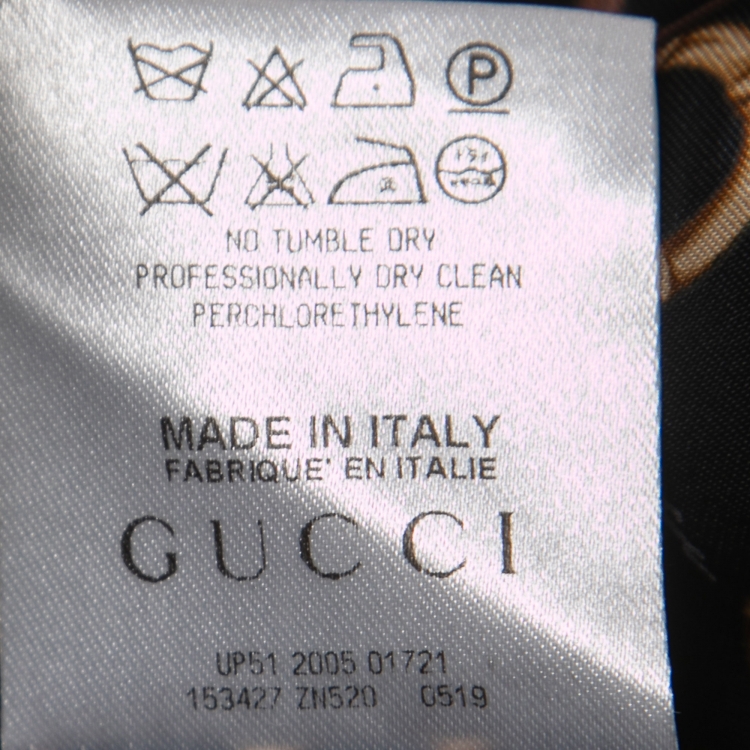 P
NO TUMBLE DRY
PROFESSIONALLY DRY CLEAN
PERCHLORETHYLENE
MADE IN ITALY
FABRIQUE' EN ITALIE
GUCCI
UP51 2005 01721
153427 ZN520 0519